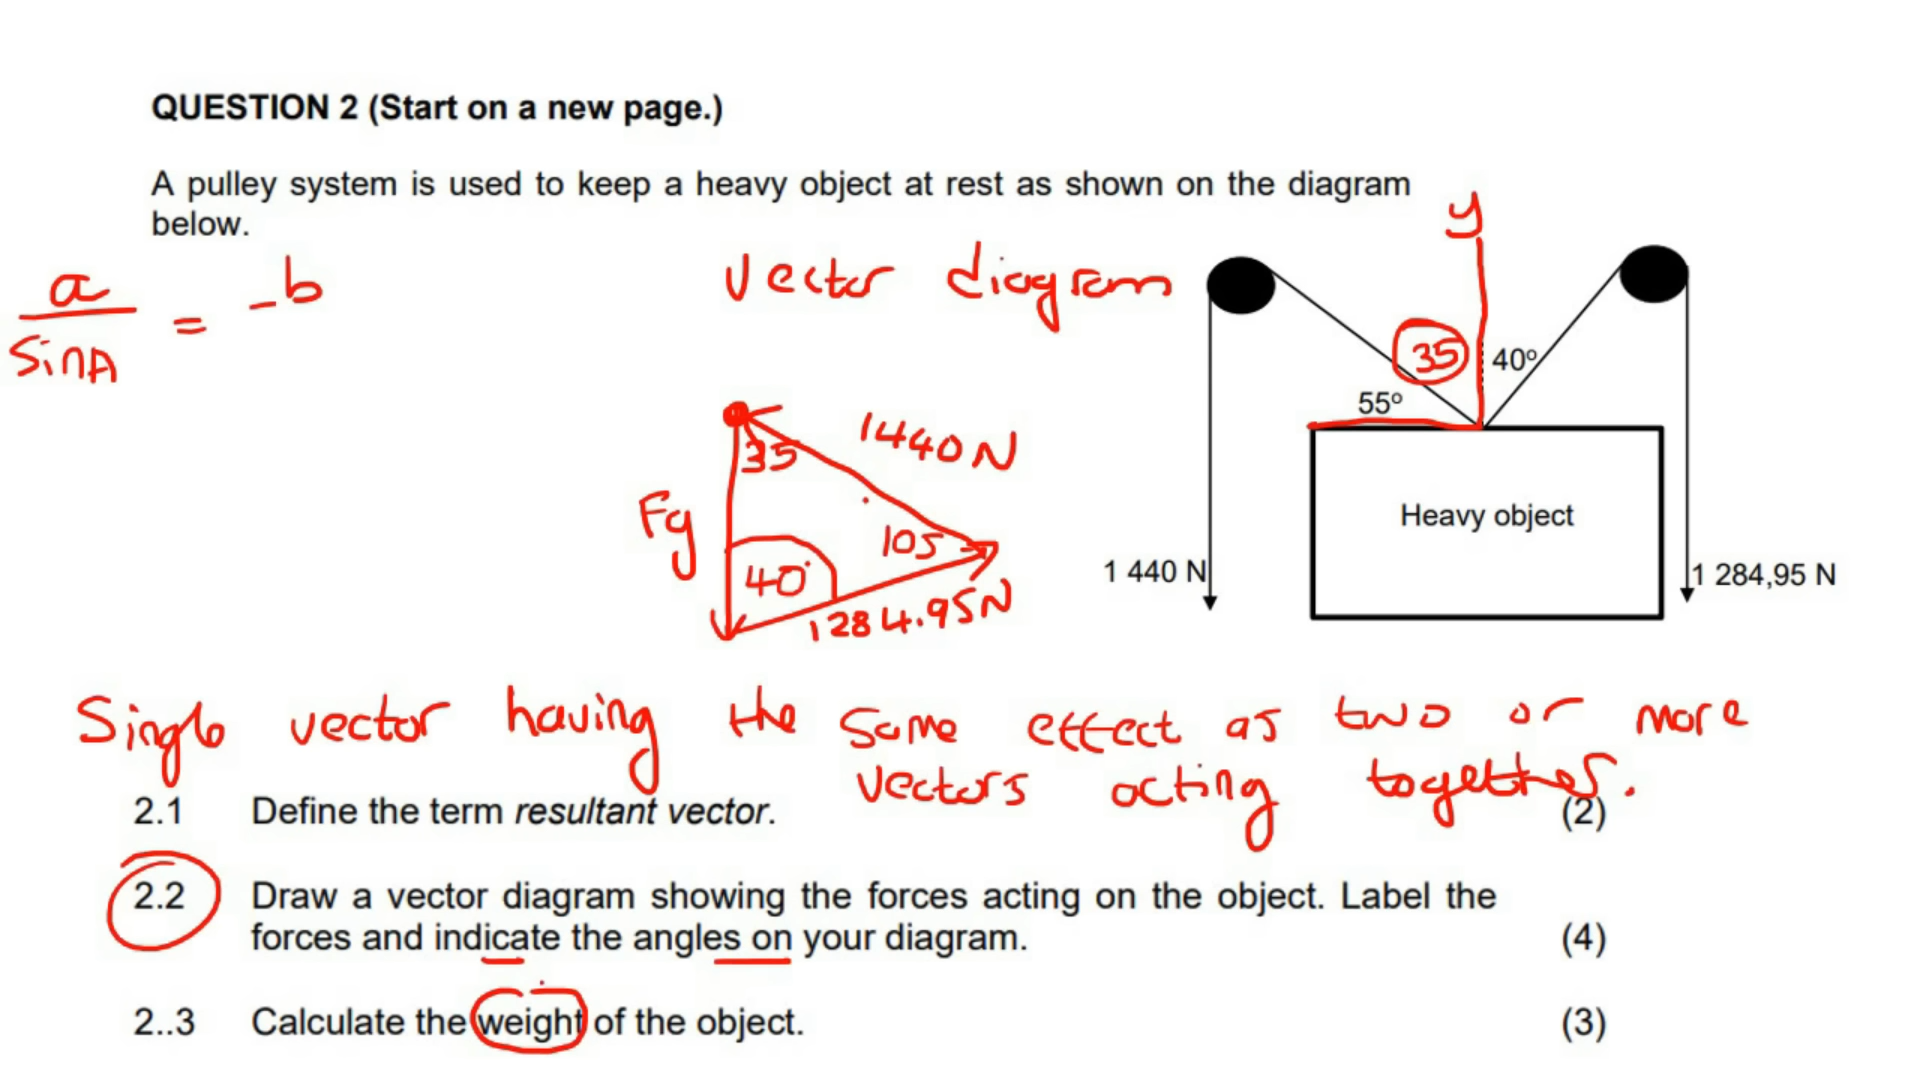 QUESTION 2 (Start on a new page.)
A pulley system is used to keep a heavy object at rest as shown on the diagram
below.
y
a/sinA = -b
vector diagram
35
40°
55°
35
1440N
Fg
105
40°
1284.95N
Heavy object
1 440 N
1 284,95 N
Single vector having the same effect as two or more
vectors acting together.
2.1 Define the term resultant vector. (2)
2.2 Draw a vector diagram showing the forces acting on the object. Label the
forces and indicate the angles on your diagram. (4)
2..3 Calculate the weight of the object. (3)